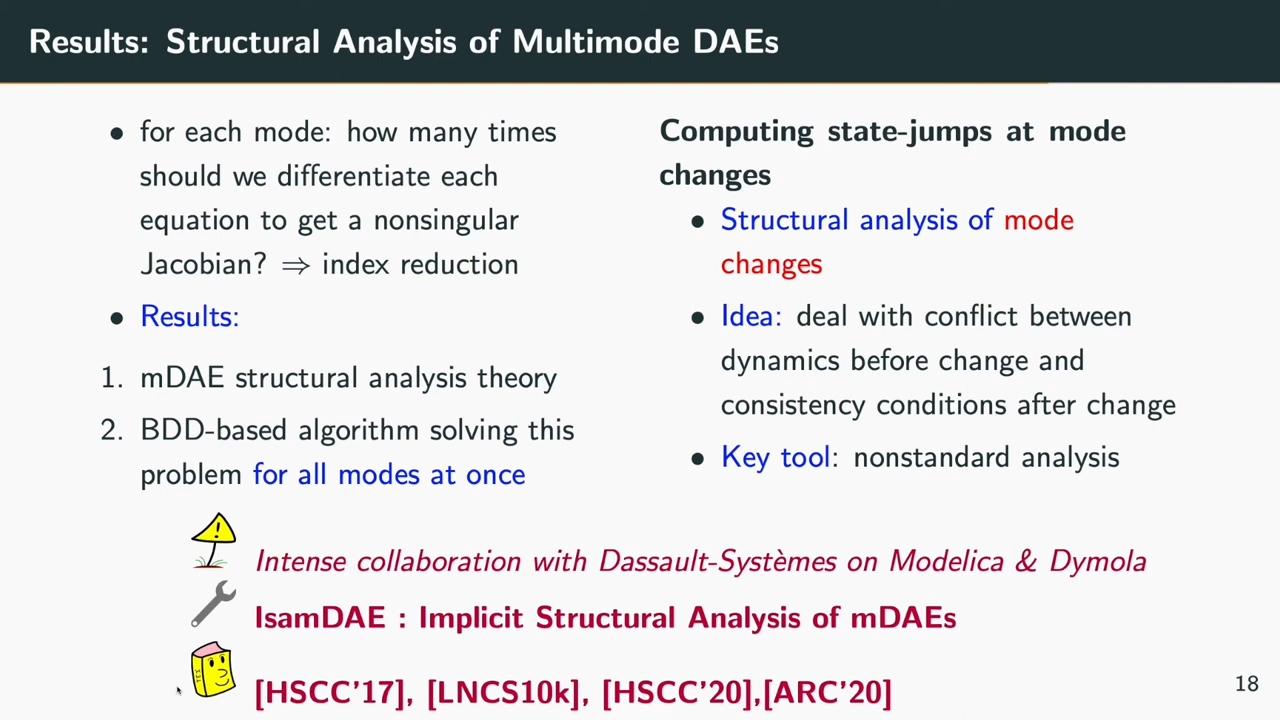 Results: Structural Analysis of Multimode DAEs
• for each mode: how many times
should we differentiate each
equation to get a nonsingular
Jacobian? ⇒ index reduction
• Results:
1. mDAE structural analysis theory
2. BDD-based algorithm solving this
problem for all modes at once
Computing state-jumps at mode
changes
• Structural analysis of mode
changes
• Idea: deal with conflict between
dynamics before change and
consistency conditions after change
• Key tool: nonstandard analysis
!
Intense collaboration with Dassault-Systèmes on Modelica & Dymola
IsamDAE : Implicit Structural Analysis of mDAEs
[HSCC'17], [LNCS10k], [HSCC'20],[ARC'20]
18